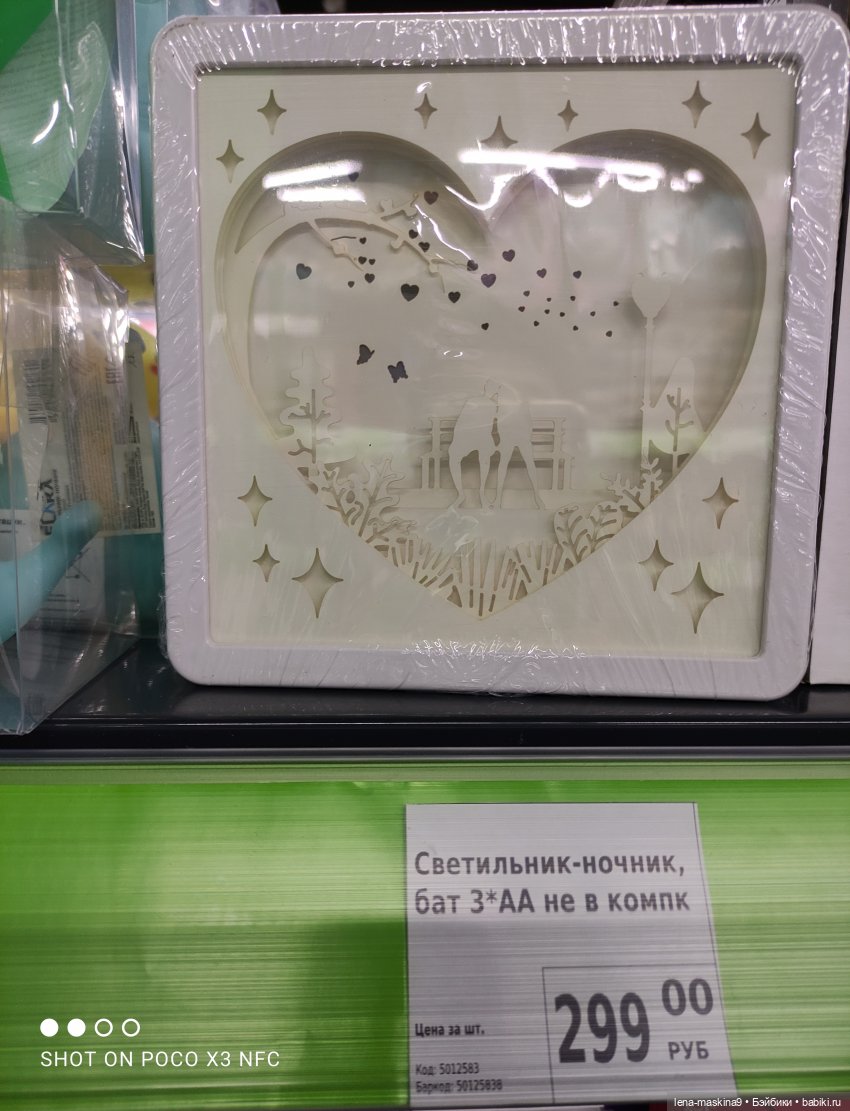 Светильник-ночник,
бат 3*АА не в компк
Цена за шт.
299 00
РУБ
Код: 5012583
Баркод: 50125838
SHOT ON POCO X3 NFC
lena-maskina9 • Бэйбики • babiki.ru